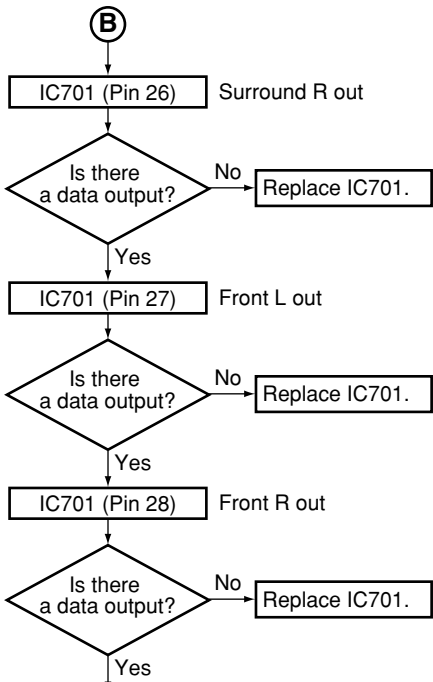 B
IC701 (Pin 26) Surround R out
Is there
a data output?
No
Replace IC701.
Yes
IC701 (Pin 27) Front L out
Is there
a data output?
No
Replace IC701.
Yes
IC701 (Pin 28) Front R out
Is there
a data output?
No
Replace IC701.
Yes